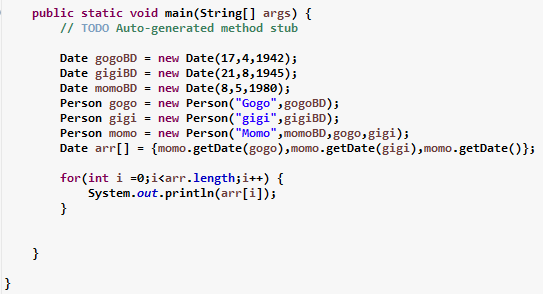 public static void main(String[] args) {
// TODO Auto-generated method stub
Date gogoBD = new Date(17,4,1942);
Date gigiBD = new Date(21,8,1945);
Date momoBD = new Date(8,5,1980);
Person gogo = new Person("Gogo",gogoBD);
Person gigi = new Person("gigi",gigiBD);
Person momo = new Person("Momo",momoBD,gogo,gigi);
Date arr[] = {momo.getDate(gogo),momo.getDate(gigi),momo.getDate()};
for(int i =0;i<arr.length;i++) {
System.out.println(arr[i]);
}
}
}